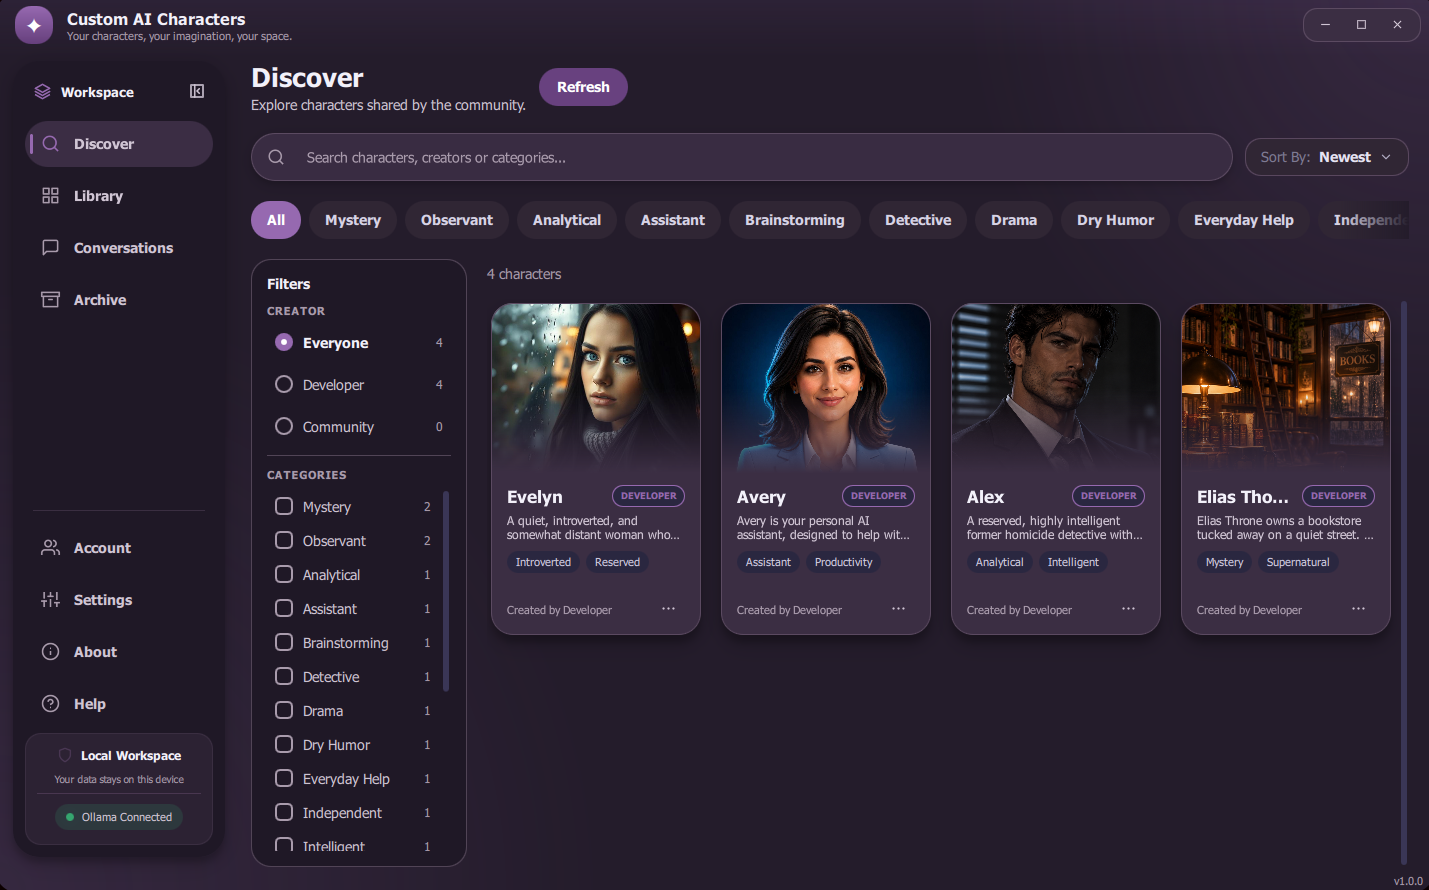 Custom AI Characters
Your characters, your imagination, your space.
Workspace
Discover
Library
Conversations
Archive
Account
Settings
About
Help
Local Workspace
Your data stays on this device
Ollama Connected
Discover
Explore characters shared by the community.
Refresh
Search characters, creators or categories...
Sort By: Newest
All
Mystery
Observant
Analytical
Assistant
Brainstorming
Detective
Drama
Dry Humor
Everyday Help
Independe
Filters
CREATOR
Everyone 4
Developer 4
Community 0
CATEGORIES
Mystery 2
Observant 2
Analytical 1
Assistant 1
Brainstorming 1
Detective 1
Drama 1
Dry Humor 1
Everyday Help 1
Independent 1
Intelligent 1
4 characters
Evelyn DEVELOPER
A quiet, introverted, and
somewhat distant woman who...
Introverted Reserved
Created by Developer ...
Avery DEVELOPER
Avery is your personal AI
assistant, designed to help wit...
Assistant Productivity
Created by Developer ...
Alex DEVELOPER
A reserved, highly intelligent
former homicide detective with...
Analytical Intelligent
Created by Developer ...
BOOKS
Elias Tho... DEVELOPER
Elias Throne owns a bookstore
tucked away on a quiet street. ...
Mystery Supernatural
Created by Developer ...
v1.0.0